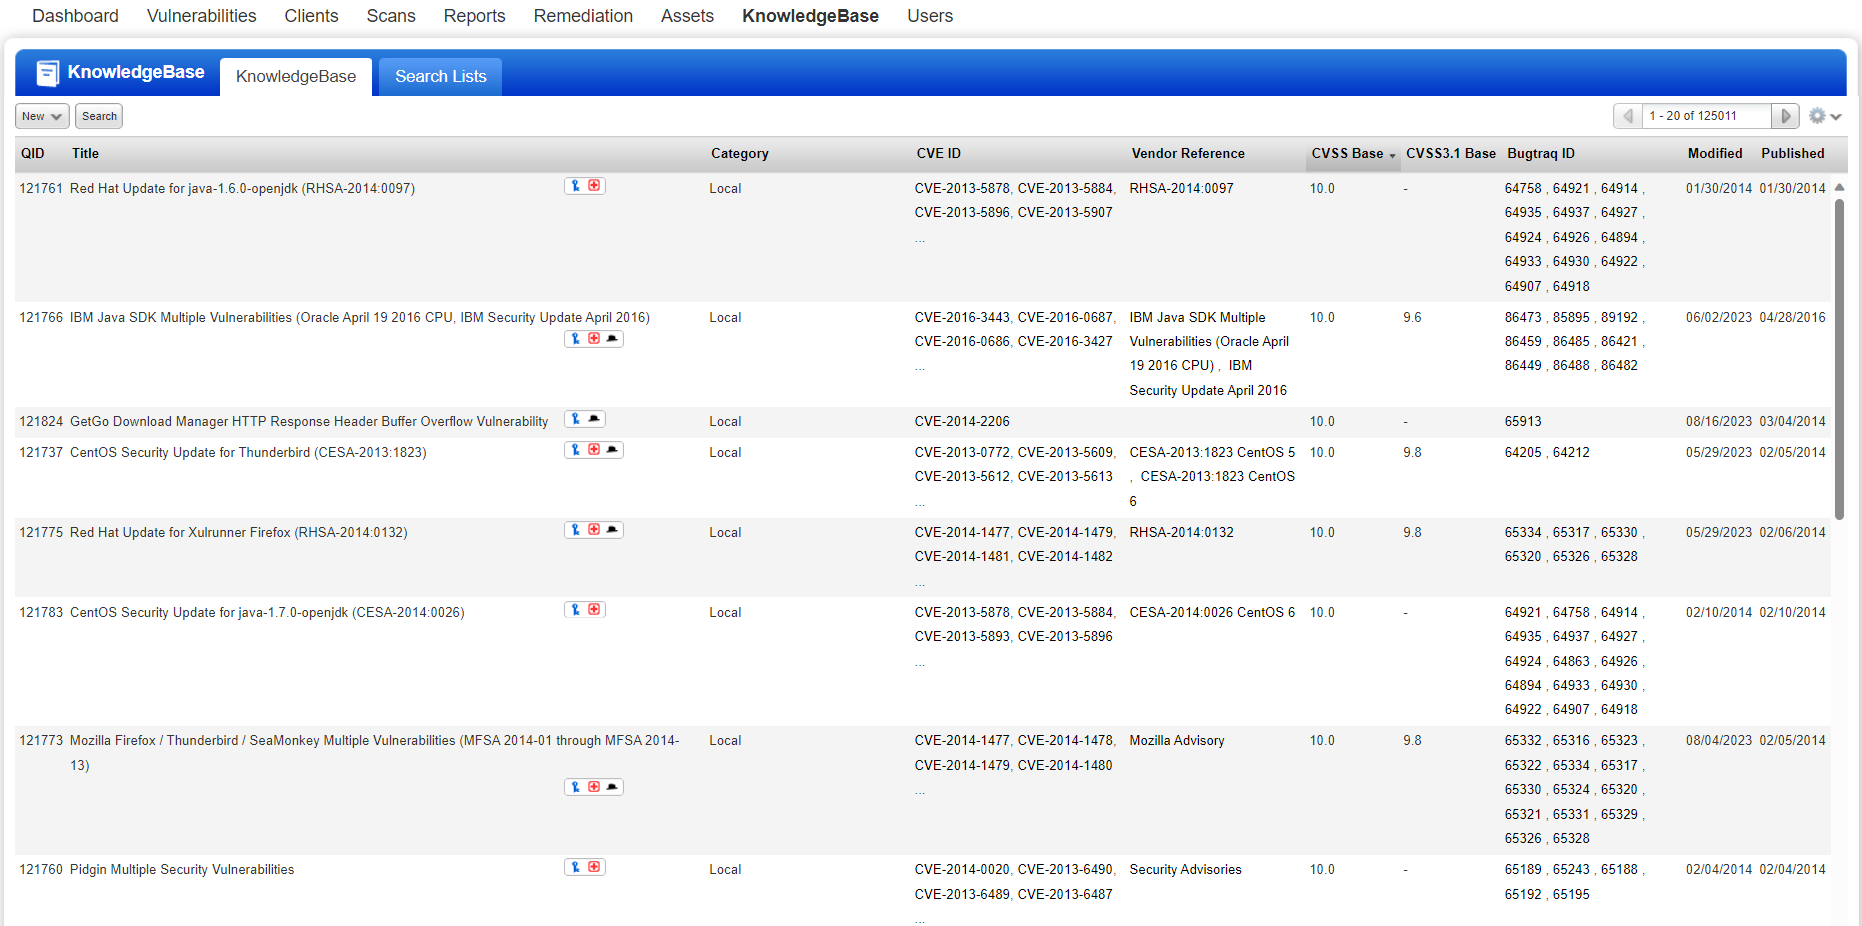 Dashboard Vulnerabilities Clients Scans Reports Remediation Assets KnowledgeBase Users
KnowledgeBase KnowledgeBase Search Lists
New Search 1 - 20 of 125011
QID Title Category CVE ID Vendor Reference CVSS Base CVSS3.1 Base Bugtraq ID Modified Published
121761 Red Hat Update for java-1.6.0-openjdk (RHSA-2014:0097) Local CVE-2013-5878, CVE-2013-5884, RHSA-2014:0097 10.0 - 64758 , 64921 , 64914 , 01/30/2014 01/30/2014
CVE-2013-5896, CVE-2013-5907 64935 , 64937 , 64927 ,
... 64924 , 64926 , 64894 ,
64933 , 64930 , 64922 ,
64907 , 64918
121766 IBM Java SDK Multiple Vulnerabilities (Oracle April 19 2016 CPU, IBM Security Update April 2016) Local CVE-2016-3443, CVE-2016-0687, IBM Java SDK Multiple 10.0 9.6 86473 , 85895 , 89192 , 06/02/2023 04/28/2016
CVE-2016-0686, CVE-2016-3427 Vulnerabilities (Oracle April 86459 , 86485 , 86421 ,
... 19 2016 CPU) , IBM 86449 , 86488 , 86482
Security Update April 2016
121824 GetGo Download Manager HTTP Response Header Buffer Overflow Vulnerability Local CVE-2014-2206 10.0 - 65913 08/16/2023 03/04/2014
121737 CentOS Security Update for Thunderbird (CESA-2013:1823) Local CVE-2013-0772, CVE-2013-5609, CESA-2013:1823 CentOS 5 10.0 9.8 64205 , 64212 05/29/2023 02/05/2014
CVE-2013-5612, CVE-2013-5613 , CESA-2013:1823 CentOS
... 6
121775 Red Hat Update for Xulrunner Firefox (RHSA-2014:0132) Local CVE-2014-1477, CVE-2014-1479, RHSA-2014:0132 10.0 9.8 65334 , 65317 , 65330 , 05/29/2023 02/06/2014
CVE-2014-1481, CVE-2014-1482 65320 , 65326 , 65328
...
121783 CentOS Security Update for java-1.7.0-openjdk (CESA-2014:0026) Local CVE-2013-5878, CVE-2013-5884, CESA-2014:0026 CentOS 6 10.0 - 64921 , 64758 , 64914 , 02/10/2014 02/10/2014
CVE-2013-5893, CVE-2013-5896 64935 , 64937 , 64927 ,
... 64924 , 64863 , 64926 ,
64894 , 64933 , 64930 ,
64922 , 64907 , 64918
121773 Mozilla Firefox / Thunderbird / SeaMonkey Multiple Vulnerabilities (MFSA 2014-01 through MFSA 2014- Local CVE-2014-1477, CVE-2014-1478, Mozilla Advisory 10.0 9.8 65332 , 65316 , 65323 , 08/04/2023 02/05/2014
13) CVE-2014-1479, CVE-2014-1480 65322 , 65334 , 65317 ,
... 65330 , 65324 , 65320 ,
65321 , 65331 , 65329 ,
65326 , 65328
121760 Pidgin Multiple Security Vulnerabilities Local CVE-2014-0020, CVE-2013-6490, Security Advisories 10.0 - 65189 , 65243 , 65188 , 02/04/2014 02/04/2014
CVE-2013-6489, CVE-2013-6487 65192 , 65195
...